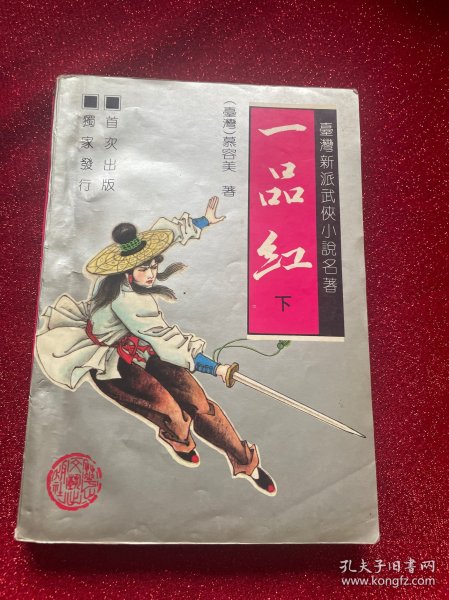 臺灣新派武俠小說名著
一品紅
下
(臺灣)慕容美 著
■首次出版
■獨家發行
孔夫子旧书网
www.kongfz.com